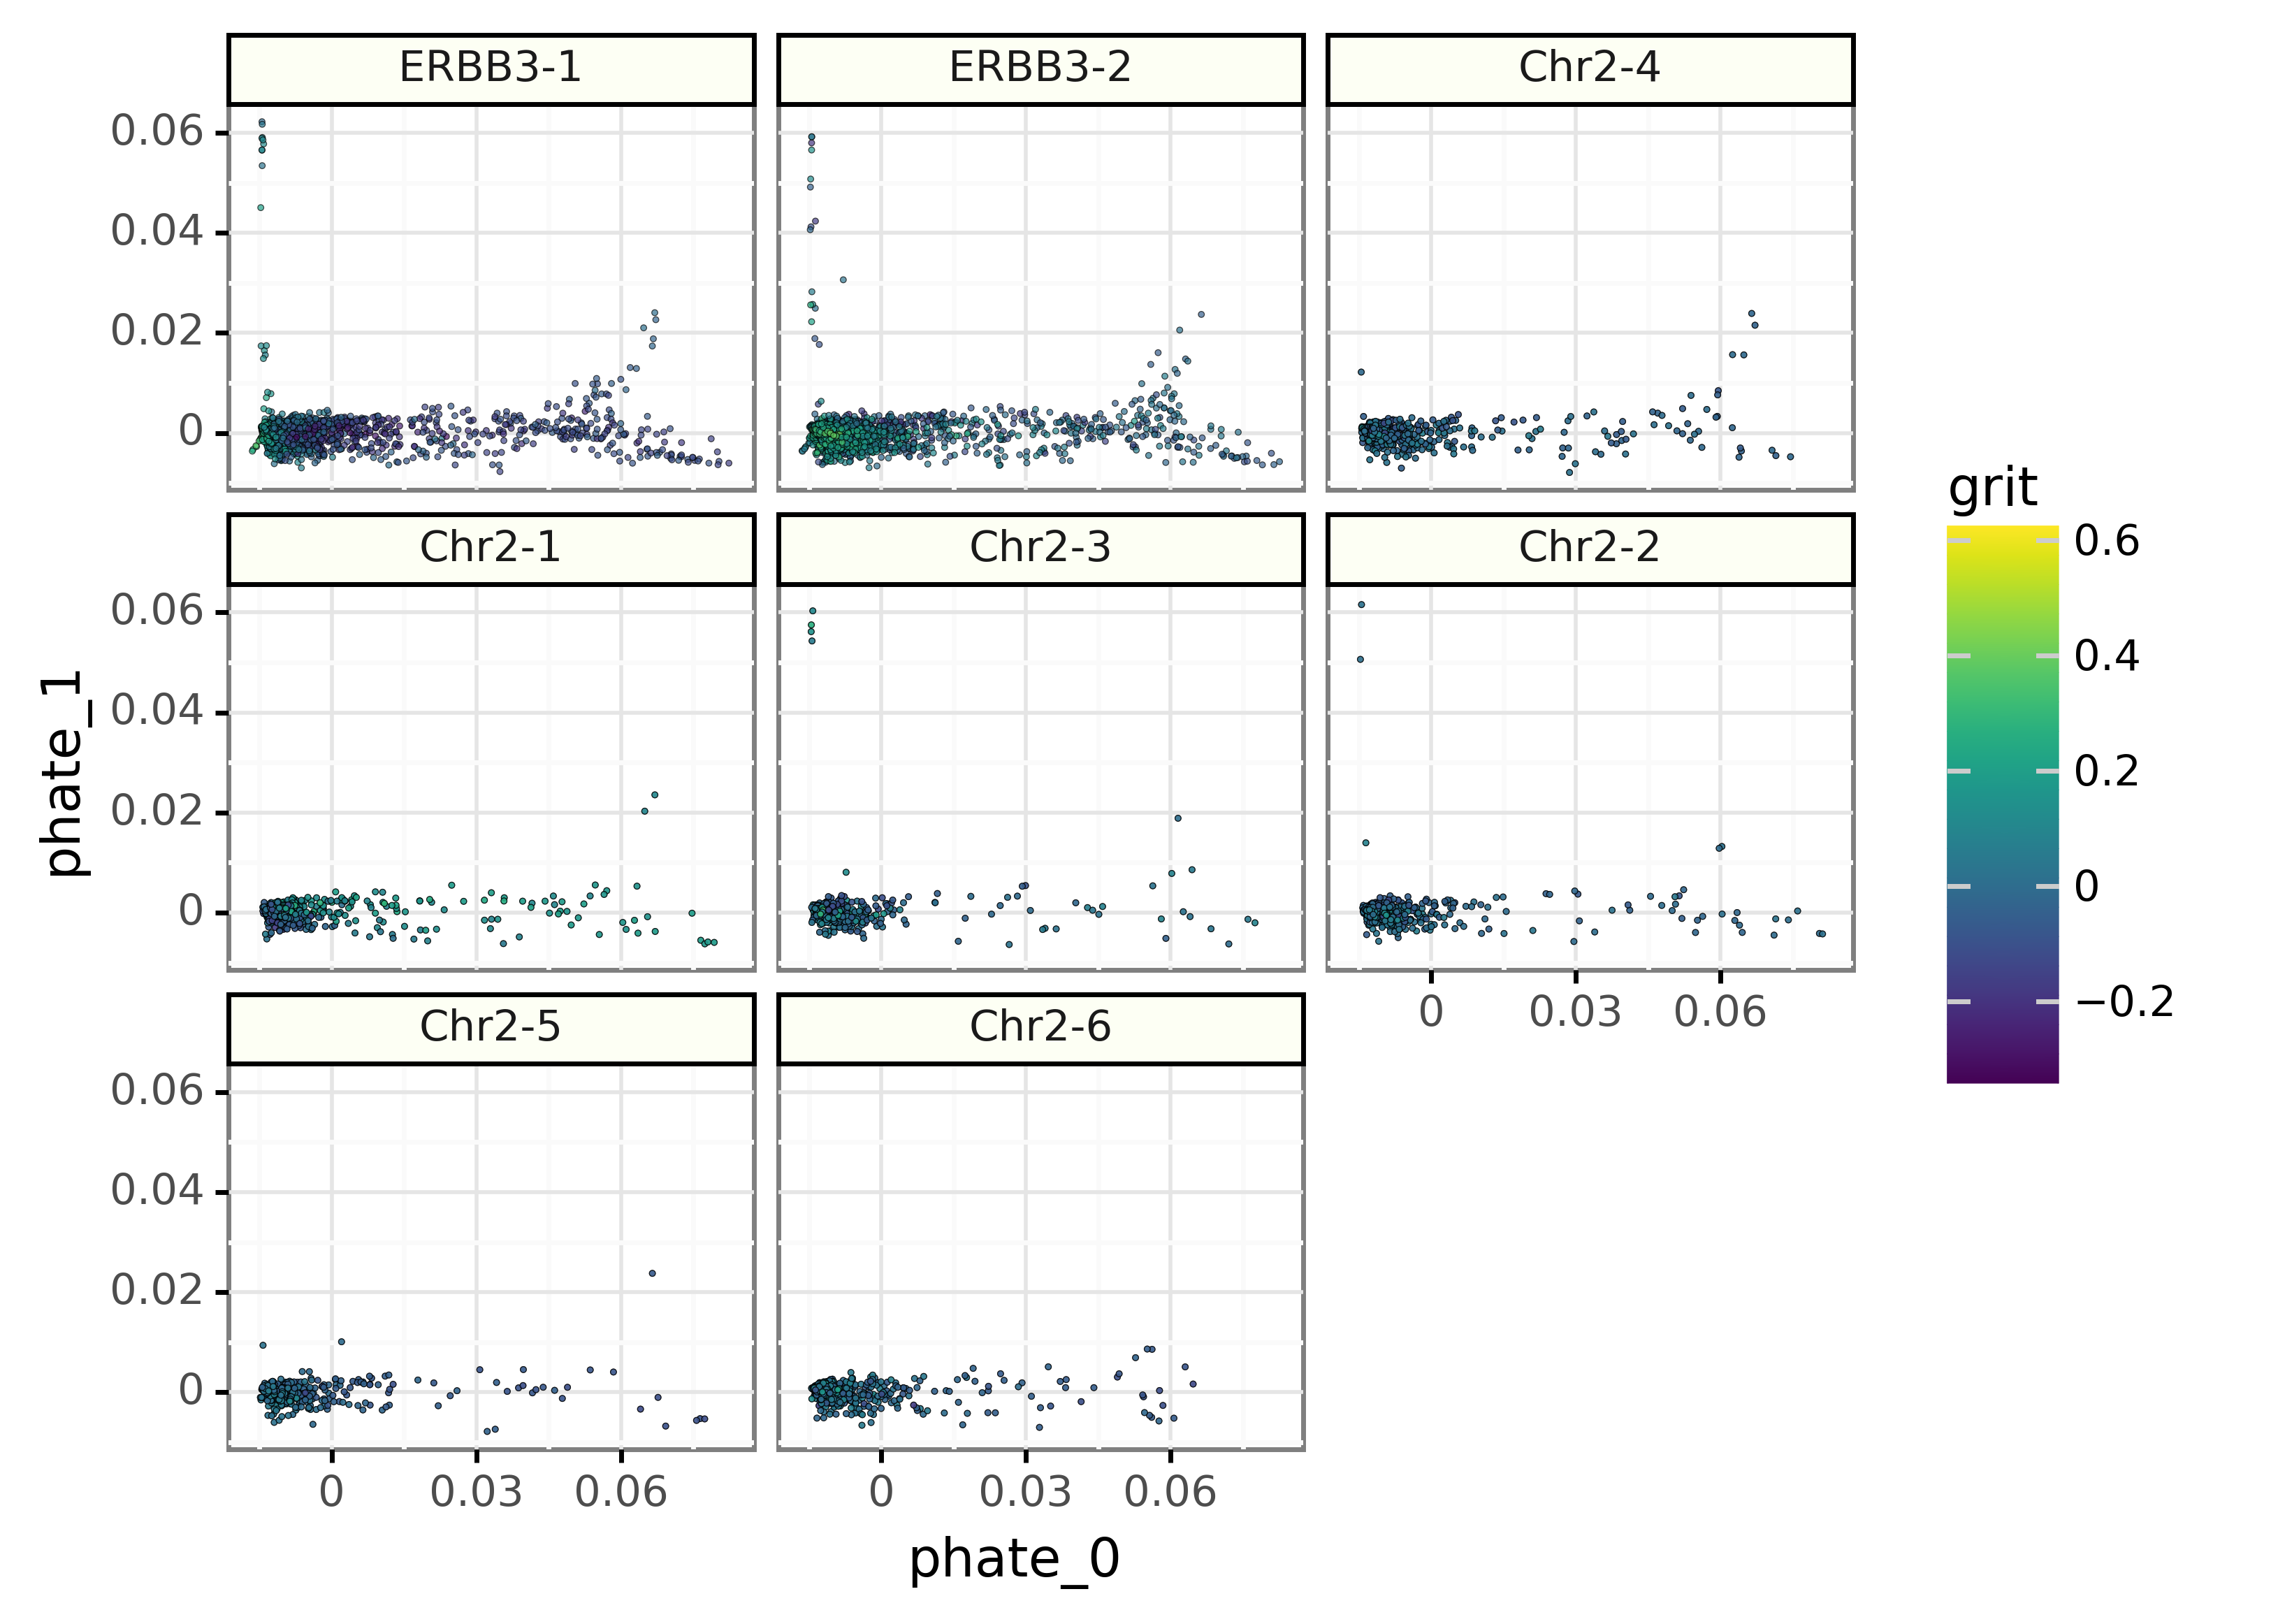 ERBB3-1 ERBB3-2 Chr2-4
0.06
0.04
0.02
0
Chr2-1 Chr2-3 Chr2-2
0.06
0.04
0.02
0
0 0.03 0.06
Chr2-5 Chr2-6
0.06
0.04
0.02
0
0 0.03 0.06 0 0.03 0.06
phate_0
phate_1
grit
0.6
0.4
0.2
0
−0.2